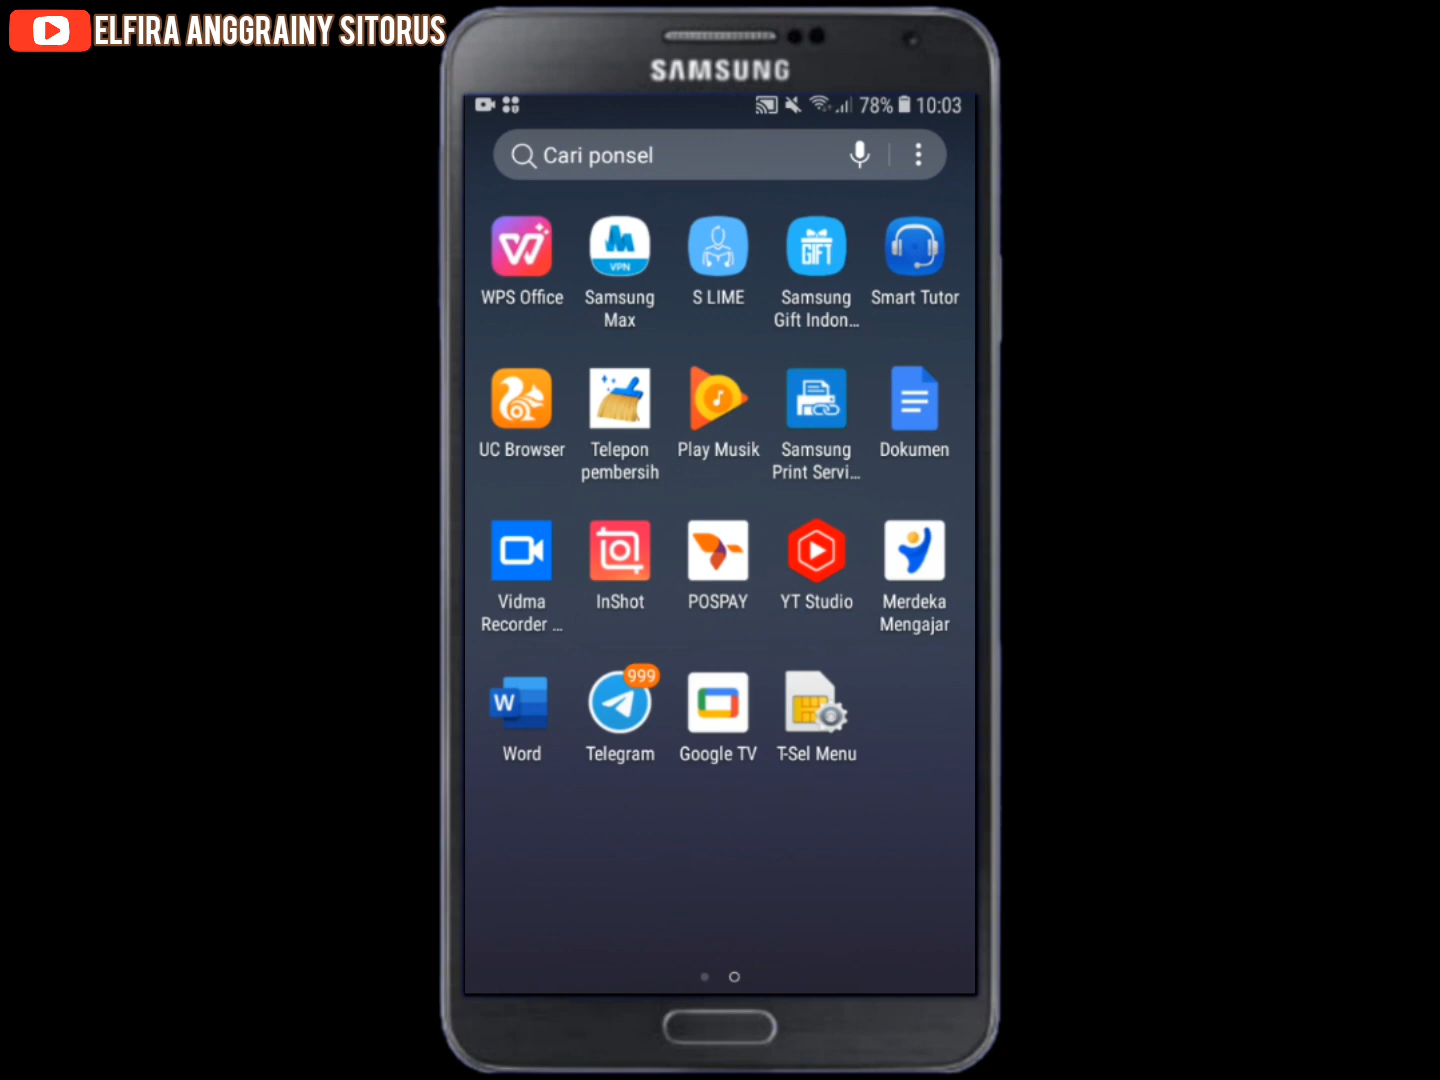 ELFIRA ANGGRAINY SITORUS
SAMSUNG
78% 10:03
Cari ponsel
VPN
GIFT
WPS Office
Samsung
Max
S LIME
Samsung
Gift Indon...
Smart Tutor
UC Browser
Telepon
pembersih
Play Musik
Samsung
Print Servi...
Dokumen
Vidma
Recorder ...
InShot
POSPAY
YT Studio
Merdeka
Mengajar
W
999
Word
Telegram
Google TV
T-Sel Menu